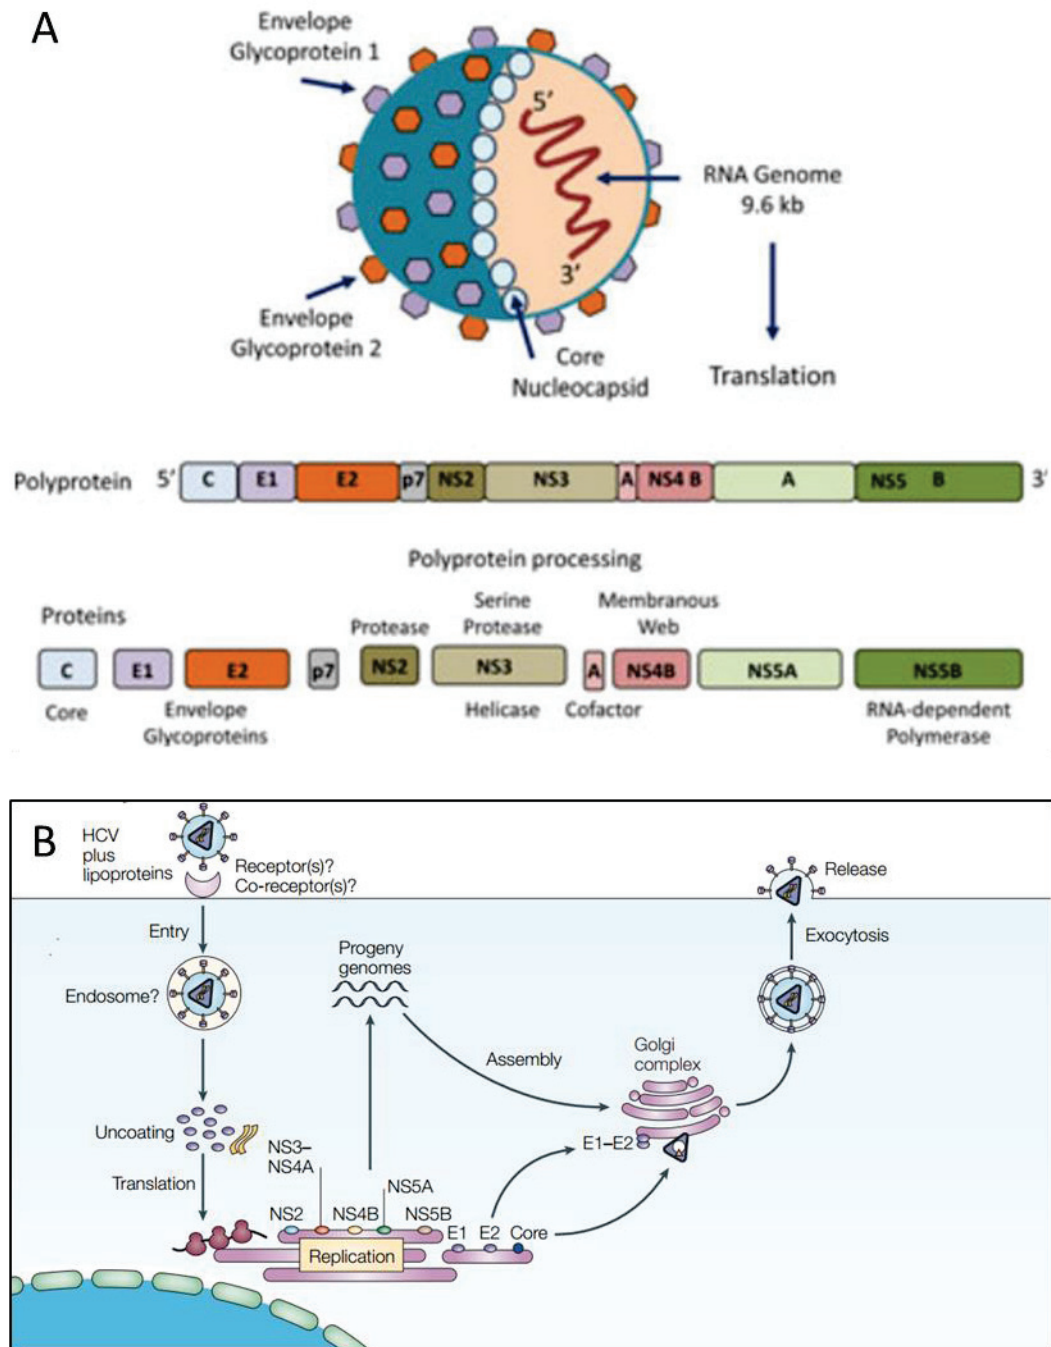 A
Envelope
Glycoprotein 1
5'
RNA Genome
9.6 kb
3'
Envelope
Glycoprotein 2
Core
Nucleocapsid
Translation
Polyprotein 5' C E1 E2 p7 NS2 NS3 A NS4 B A NS5 B 3'
Polyprotein processing
Proteins
Protease
Serine
Protease
Membranous
Web
C E1 E2 p7 NS2 NS3 A NS4B NS5A NS5B
Core
Envelope
Glycoproteins
Helicase
Cofactor
RNA-dependent
Polymerase
B
HCV
plus
lipoproteins
Receptor(s)?
Co-receptor(s)?
Release
Entry
Exocytosis
Progeny
genomes
Endosome?
Assembly
Golgi
complex
Uncoating
E1–E2
NS3–
NS4A
Translation
NS5A
NS2 NS4B NS5B
E1 E2 Core
Replication